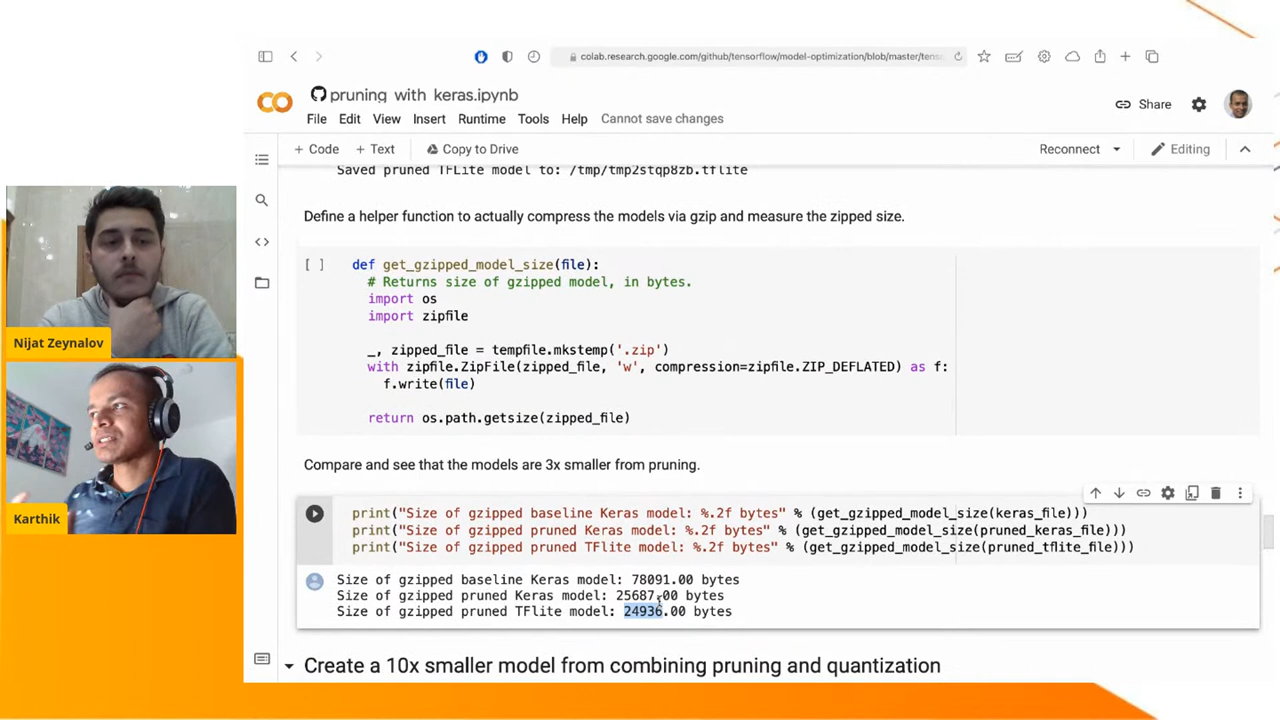 colab.research.google.com/github/tensorflow/model-optimization/blob/master/tens…
pruning with keras.ipynb
File Edit View Insert Runtime Tools Help Cannot save changes
Share
+ Code + Text Copy to Drive
Reconnect
Editing
Saved pruned TFLite model to: /tmp/tmp2stqp8zb.tflite
Define a helper function to actually compress the models via gzip and measure the zipped size.
[ ] def get_gzipped_model_size(file):
# Returns size of gzipped model, in bytes.
import os
import zipfile
_, zipped_file = tempfile.mkstemp('.zip')
with zipfile.ZipFile(zipped_file, 'w', compression=zipfile.ZIP_DEFLATED) as f:
f.write(file)
return os.path.getsize(zipped_file)
Compare and see that the models are 3x smaller from pruning.
print("Size of gzipped baseline Keras model: %.2f bytes" % (get_gzipped_model_size(keras_file)))
print("Size of gzipped pruned Keras model: %.2f bytes" % (get_gzipped_model_size(pruned_keras_file)))
print("Size of gzipped pruned TFlite model: %.2f bytes" % (get_gzipped_model_size(pruned_tflite_file)))
Size of gzipped baseline Keras model: 78091.00 bytes
Size of gzipped pruned Keras model: 25687.00 bytes
Size of gzipped pruned TFlite model: 24936.00 bytes
Create a 10x smaller model from combining pruning and quantization
Nijat Zeynalov
Karthik